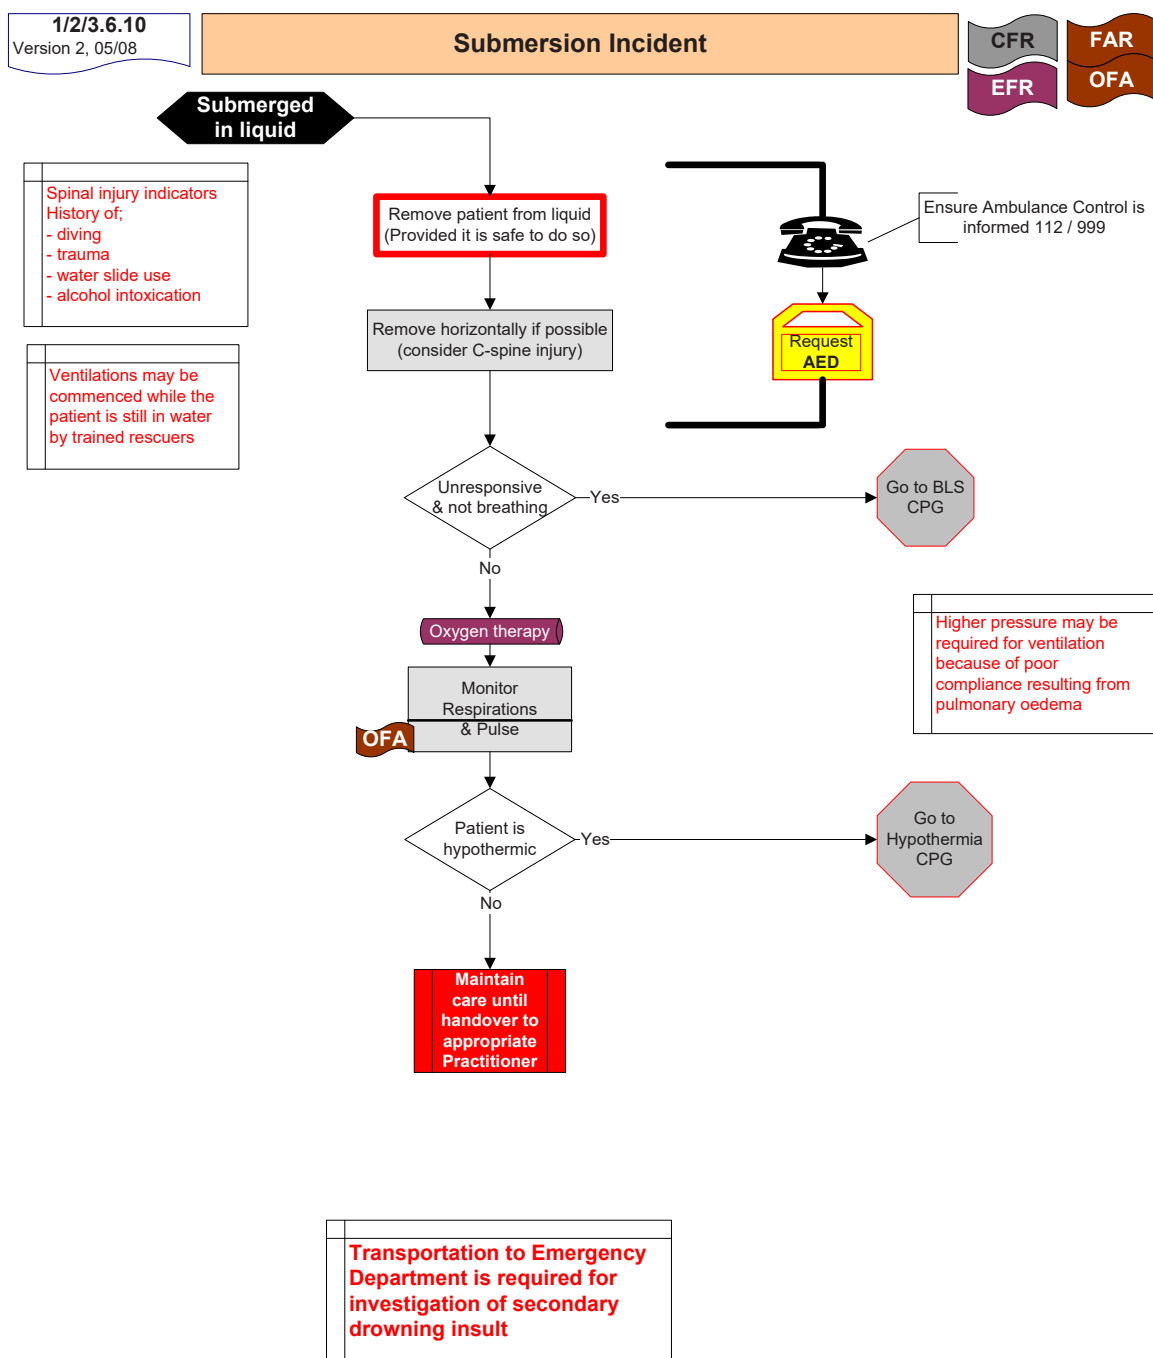 1/2/3.6.10
Version 2, 05/08
Submersion Incident
CFR
FAR
EFR
OFA
Submerged
in liquid
Spinal injury indicators
History of;
- diving
- trauma
- water slide use
- alcohol intoxication
Remove patient from liquid
(Provided it is safe to do so)
Ensure Ambulance Control is
informed 112 / 999
Remove horizontally if possible
(consider C-spine injury)
Request
AED
Ventilations may be
commenced while the
patient is still in water
by trained rescuers
Unresponsive
& not breathing
Yes
Go to BLS
CPG
No
Oxygen therapy
Higher pressure may be
required for ventilation
because of poor
compliance resulting from
pulmonary oedema
Monitor
Respirations
& Pulse
OFA
Patient is
hypothermic
Yes
Go to
Hypothermia
CPG
No
Maintain
care until
handover to
appropriate
Practitioner
Transportation to Emergency
Department is required for
investigation of secondary
drowning insult